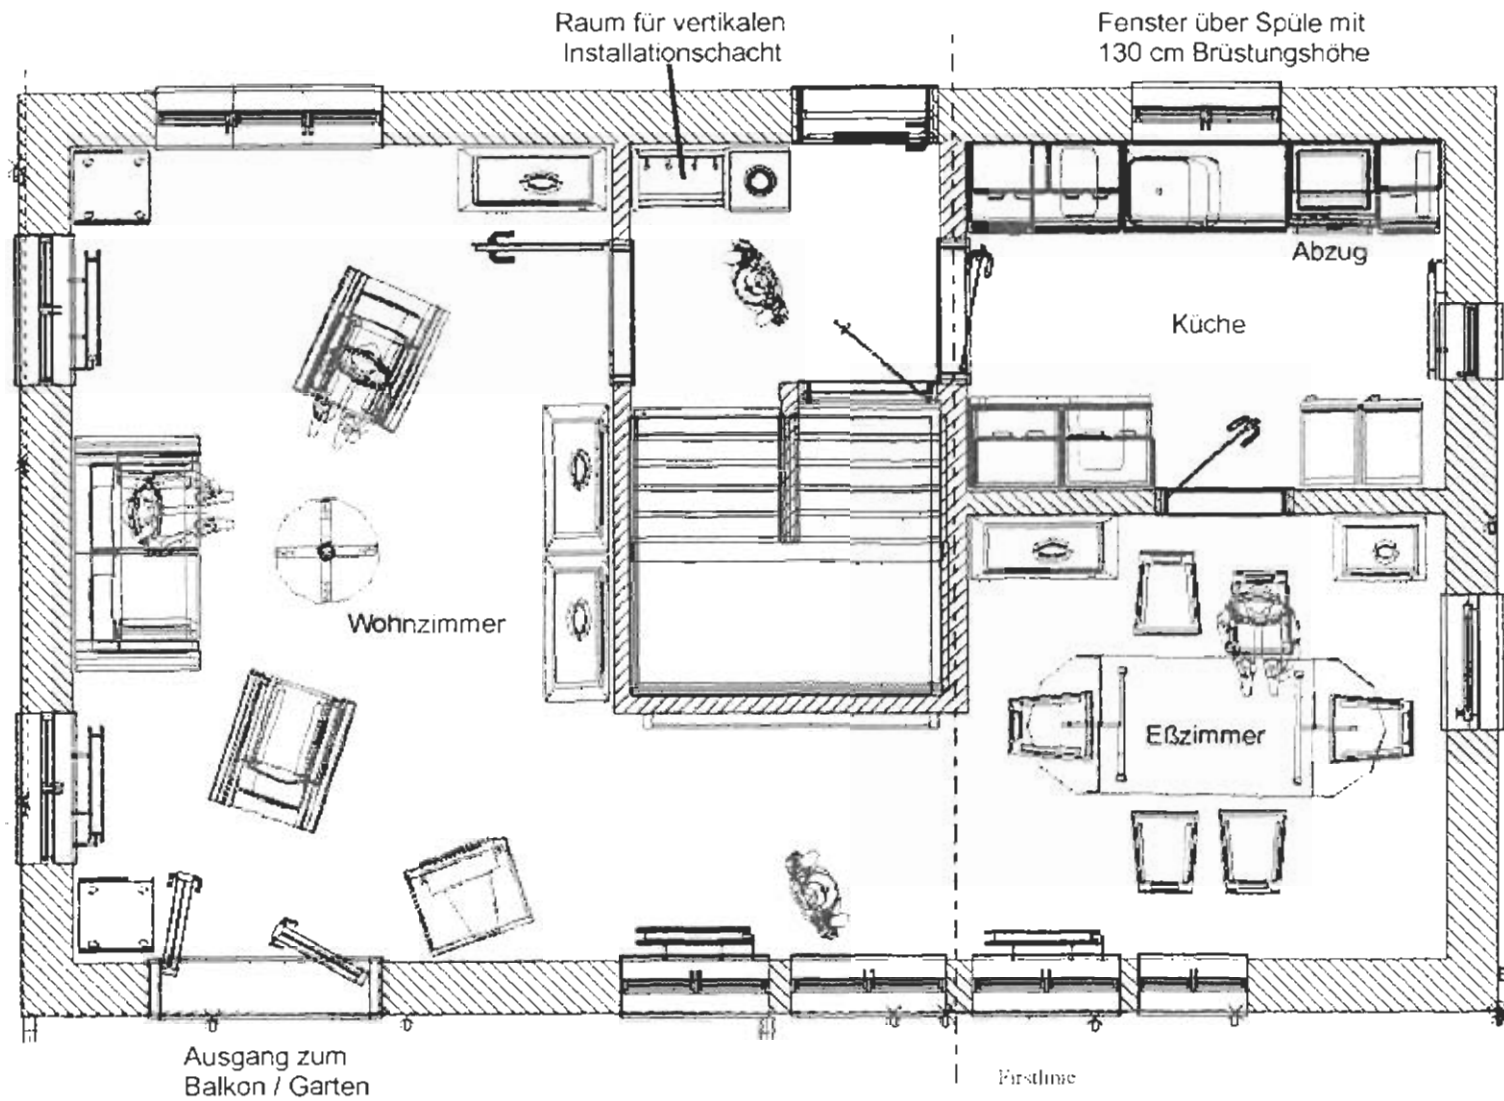 Raum für vertikalen
Installationschacht
Fenster über Spüle mit
130 cm Brüstungshöhe
Abzug
Küche
Wohnzimmer
Eßzimmer
Ausgang zum
Balkon / Garten
Firstlinie